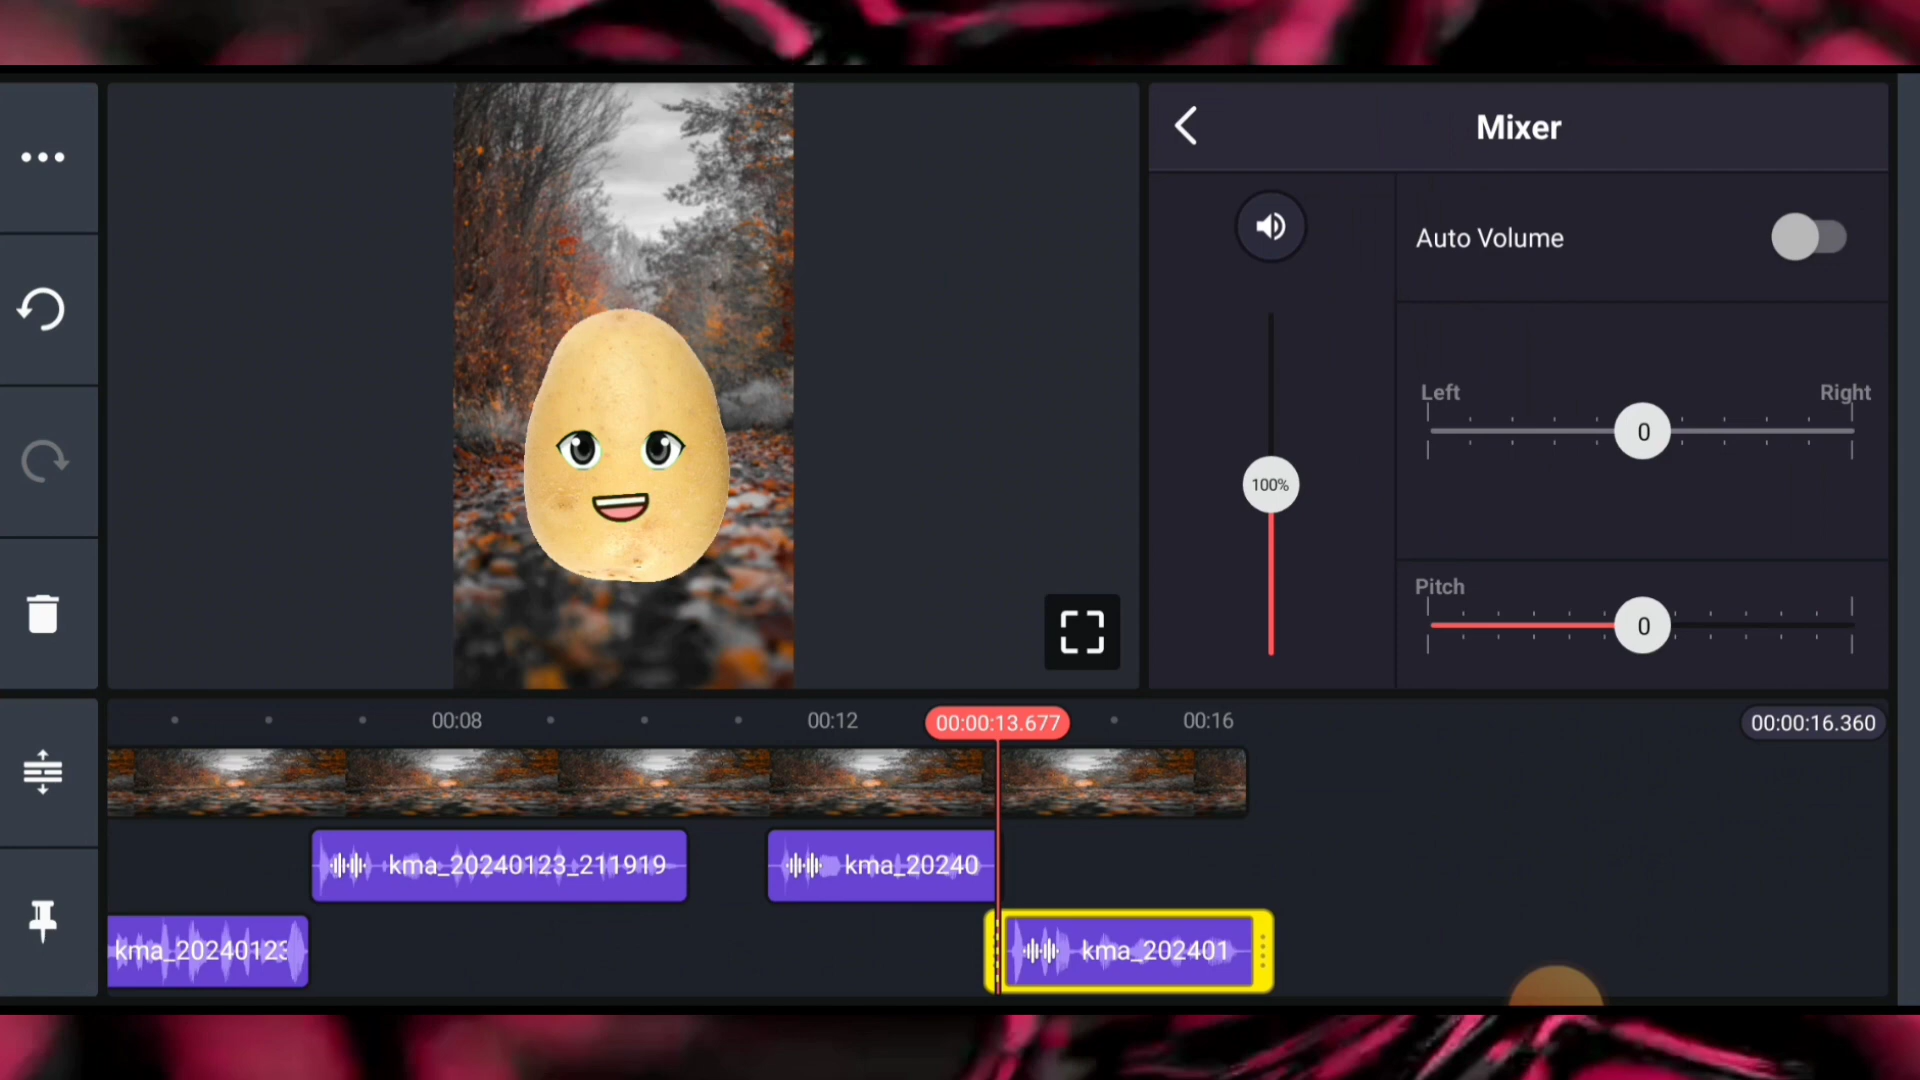 Mixer
Auto Volume
Left
Right
0
100%
Pitch
0
00:08
00:12
00:00:13.677
00:16
00:00:16.360
kma_20240123_211919
kma_20240
kma_20240123
kma_202401